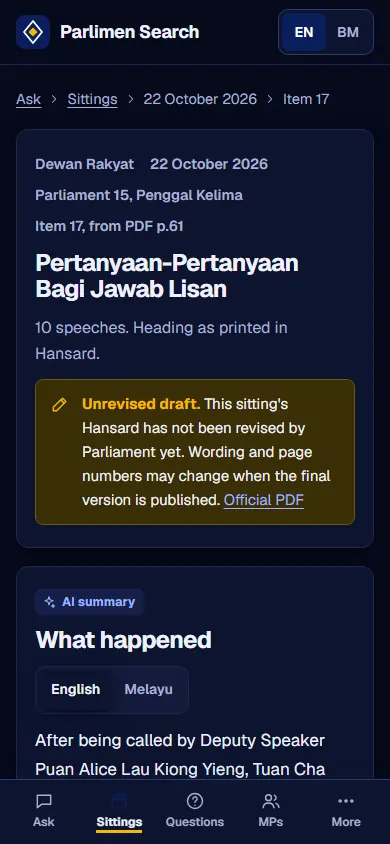 Parlimen Search
EN
BM
Ask > Sittings > 22 October 2026 > Item 17
Dewan Rakyat 22 October 2026
Parliament 15, Penggal Kelima
Item 17, from PDF p.61
Pertanyaan-Pertanyaan
Bagi Jawab Lisan
10 speeches. Heading as printed in
Hansard.
Unrevised draft. This sitting's
Hansard has not been revised by
Parliament yet. Wording and page
numbers may change when the final
version is published. Official PDF
AI summary
What happened
English
Melayu
After being called by Deputy Speaker
Puan Alice Lau Kiong Yieng, Tuan Cha
Ask
Sittings
Questions
MPs
More